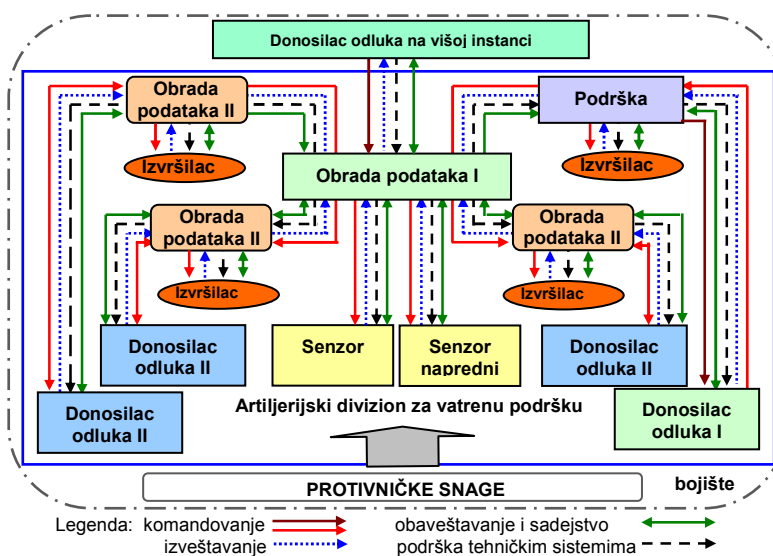 Donosilac odluka na višoj instanci
Obrada
podataka II
Podrška
Izvršilac
Izvršilac
Obrada podataka I
Obrada
podataka II
Obrada
podataka II
Izvršilac
Izvršilac
Donosilac
odluka II
Senzor
Senzor
napredni
Donosilac
odluka II
Donosilac
odluka II
Artiljerijski divizion za vatrenu podršku
Donosilac
odluka I
PROTIVNIČKE SNAGE
bojište
Legenda: komandovanje
obaveštavanje i sadejstvo
izveštavanje
podrška tehničkim sistemima